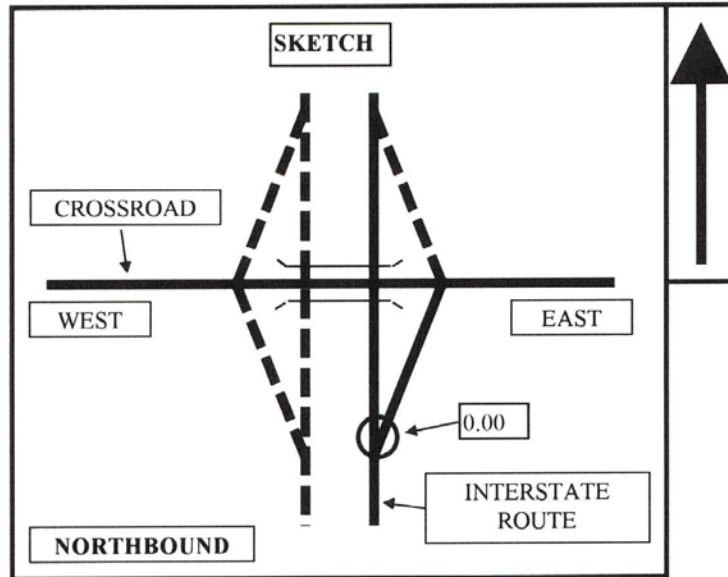 SKETCH
CROSSROAD
WEST
EAST
0.00
INTERSTATE
ROUTE
NORTHBOUND